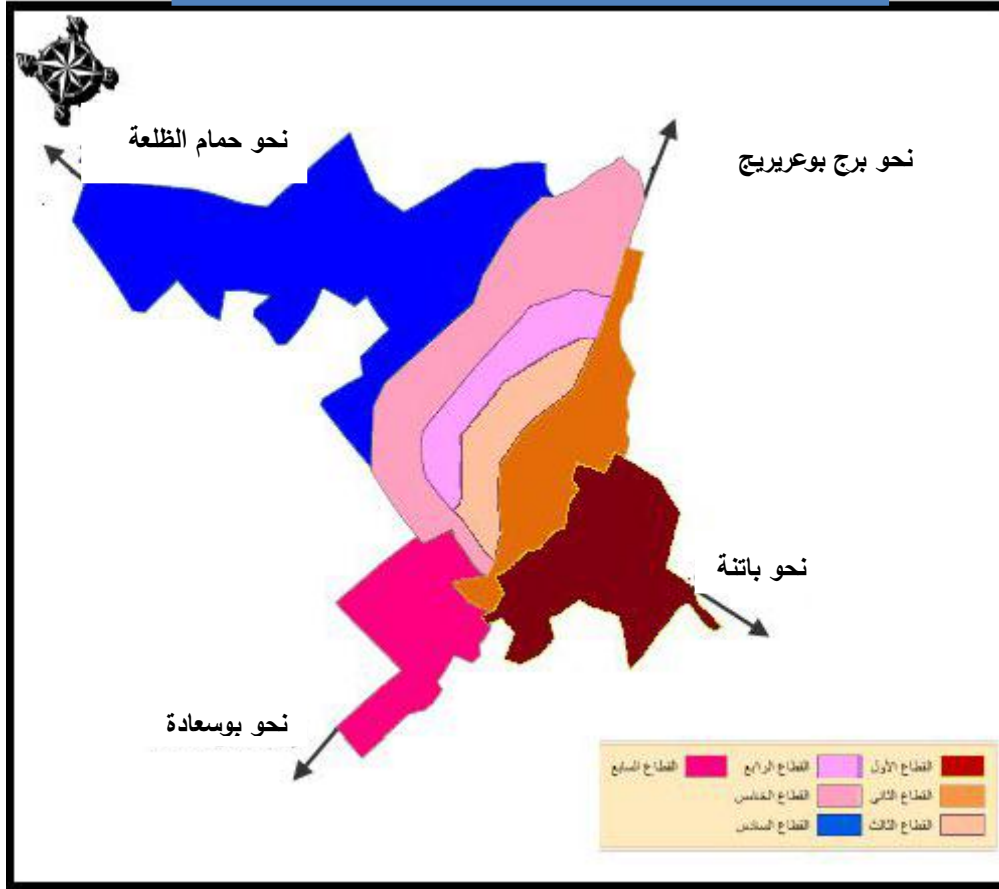 نحو حمام الظلعة
نحو برج بوعريريج
نحو باتنة
نحو بوسعادة
القطاع الأول
القطاع الثاني
القطاع الثالث
القطاع الرابع
القطاع الخامس
القطاع السادس
القطاع السابع